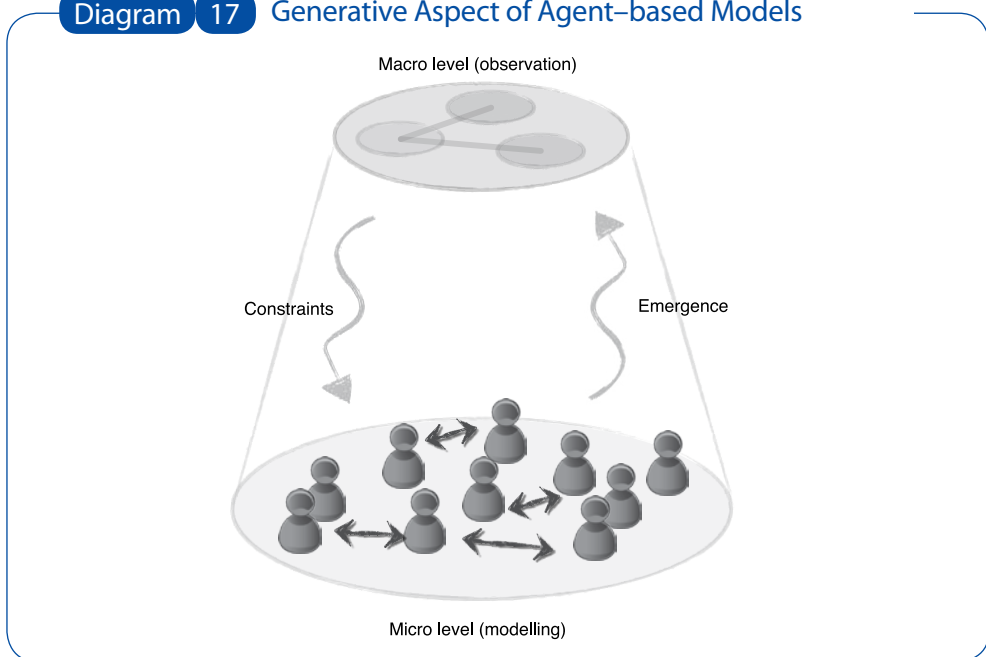 Diagram 17 Generative Aspect of Agent–based Models
Macro level (observation)
Constraints
Emergence
Micro level (modelling)